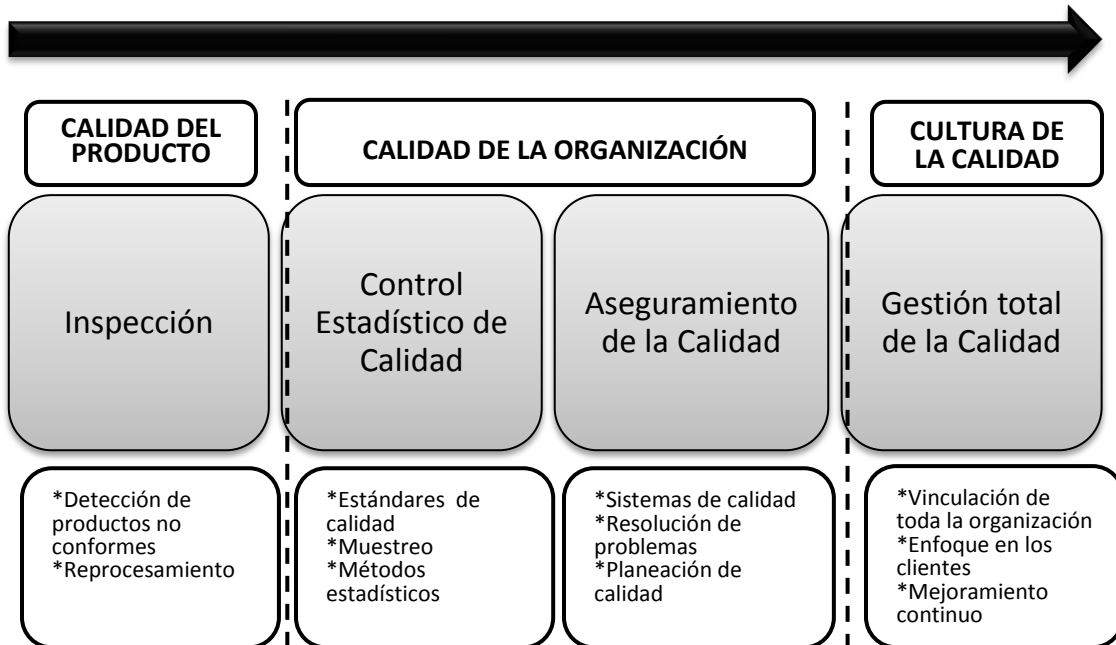 CALIDAD DEL
PRODUCTO
CALIDAD DE LA ORGANIZACIÓN
CULTURA DE
LA CALIDAD
Inspección
Control
Estadístico de
Calidad
Aseguramiento
de la Calidad
Gestión total
de la Calidad
*Detección de
productos no
conformes
*Reprocesamiento
*Estándares de
calidad
*Muestreo
*Métodos
estadísticos
*Sistemas de calidad
*Resolución de
problemas
*Planeación de
calidad
*Vinculación de
toda la organización
*Enfoque en los
clientes
*Mejoramiento
continuo